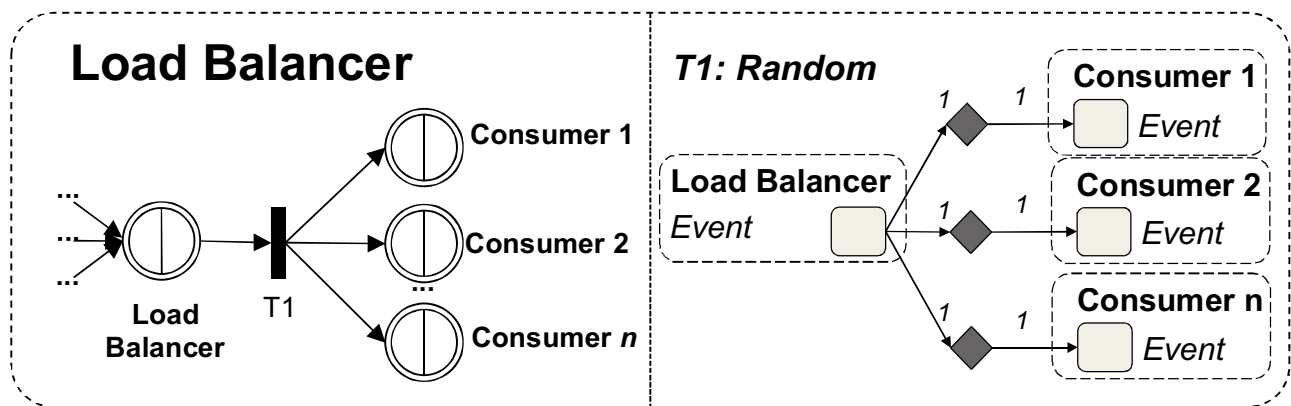 Load Balancer
...
...
...
Load
Balancer
T1
Consumer 1
Consumer 2
...
Consumer n
T1: Random
Load Balancer
Event
1
1
Consumer 1
Event
1
1
Consumer 2
Event
1
1
Consumer n
Event